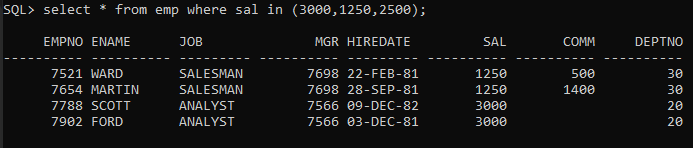 SQL> select * from emp where sal in (3000,1250,2500);
EMPNO ENAME JOB MGR HIREDATE SAL COMM DEPTNO
---------- ---------- --------- ---------- --------- ---------- ---------- ----------
7521 WARD SALESMAN 7698 22-FEB-81 1250 500 30
7654 MARTIN SALESMAN 7698 28-SEP-81 1250 1400 30
7788 SCOTT ANALYST 7566 09-DEC-82 3000 20
7902 FORD ANALYST 7566 03-DEC-81 3000 20